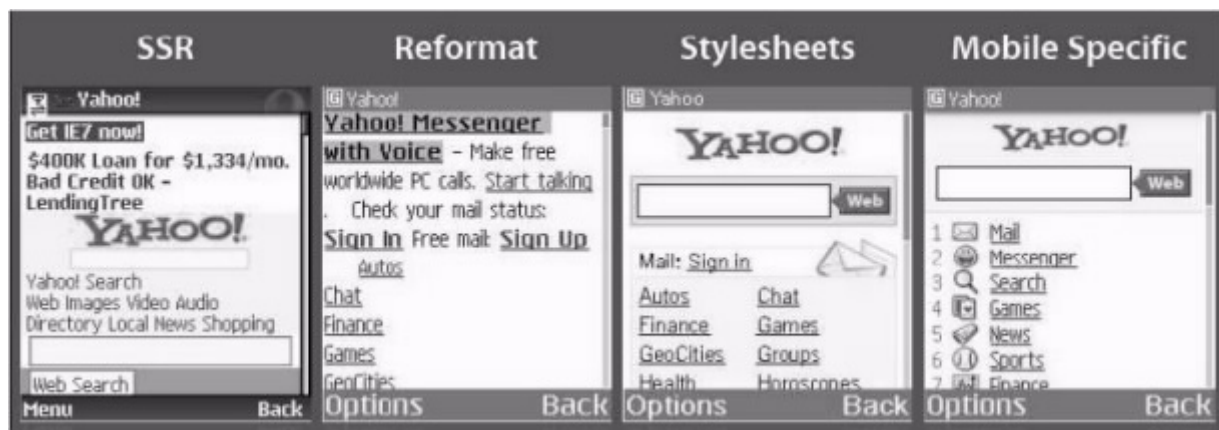 SSR
Yahoo!
Get IE7 now!
$400K Loan for $1,334/mo.
Bad Credit OK –
LendingTree
YAHOO!
Yahoo! Search
Web Images Video Audio
Directory Local News Shopping
Web Search
Menu Back
Reformat
Yahoo!
Yahoo! Messenger
with Voice – Make free
worldwide PC calls. Start talking
. Check your mail status:
Sign In Free mail: Sign Up
Autos
Chat
Finance
Games
GeoCities
Options Back
Stylesheets
Yahoo
YAHOO!
Web
Mail: Sign in
Autos Chat
Finance Games
GeoCities Groups
Health Horoscopes
Options Back
Mobile Specific
Yahoo!
YAHOO!
Web
1 Mail
2 Messenger
3 Search
4 Games
5 News
6 Sports
7 Finance
Options Back